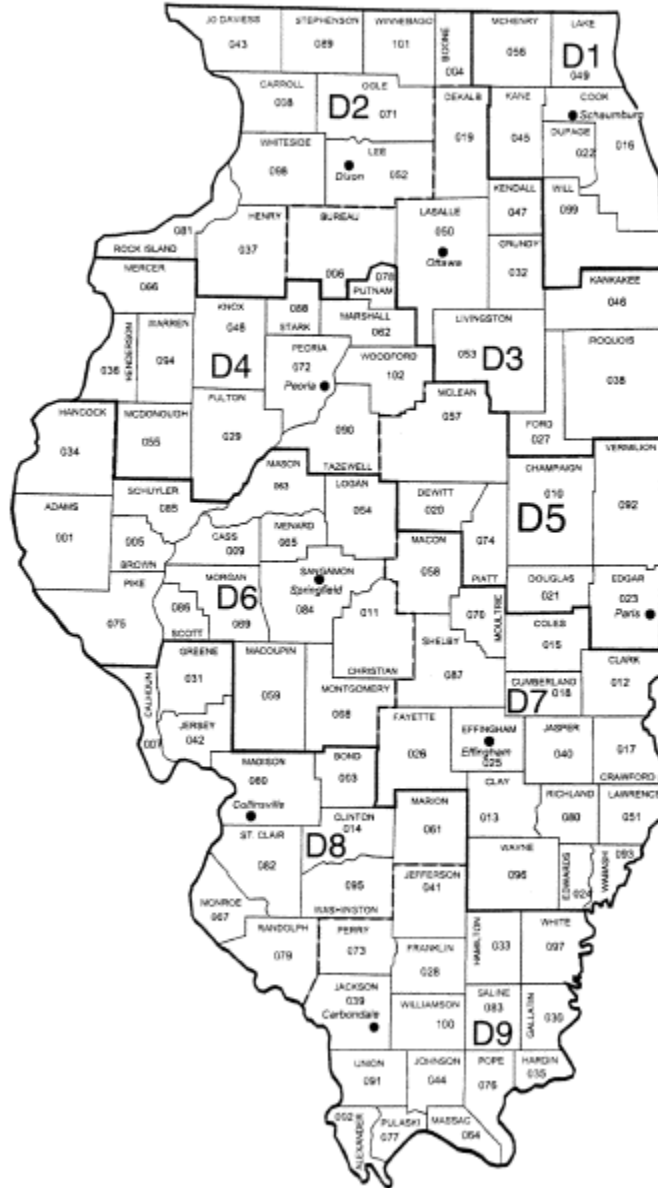 JO DAVIESS
STEPHENSON
WINNEBAGO
BOONE
MCHENRY
LAKE
043
089
101
004
056
D1
049
CARROLL
008
D2
OGLE
071
DEKALB
019
KANE
045
COOK
Schaumburg
016
DUPAGE
022
WHITESIDE
098
LEE
Dixon
052
KENDALL
047
WILL
099
081
ROCK ISLAND
HENRY
037
BUREAU
006
LASALLE
050
Ottawa
GRUNDY
032
078
PUTNAM
KANKAKEE
046
MERCER
066
KNOX
048
088
STARK
MARSHALL
062
LIVINGSTON
053
D3
IROQUOIS
038
036
HENDERSON
WARREN
094
D4
PEORIA
072
Peoria
WOODFORD
102
MCLEAN
057
FORD
027
HANCOCK
034
MCDONOUGH
055
FULTON
029
090
TAZEWELL
VERMILION
092
CHAMPAIGN
010
D5
MASON
063
LOGAN
054
DEWITT
020
074
PIATT
SCHUYLER
085
ADAMS
001
005
BROWN
CASS
009
MENARD
065
MACON
058
PIKE
075
MORGAN
D6
069
086
SCOTT
SANGAMON
Springfield
084
011
CHRISTIAN
070
MOULTRIE
DOUGLAS
021
EDGAR
023
Paris
COLES
015
SHELBY
087
GREENE
031
MACOUPIN
059
MONTGOMERY
068
CUMBERLAND
018
D7
CLARK
012
CALHOUN
007
JERSEY
042
FAYETTE
026
EFFINGHAM
Effingham
025
JASPER
040
017
CRAWFORD
MADISON
060
Collinsville
BOND
003
CLAY
013
RICHLAND
080
LAWRENCE
051
CLINTON
014
D8
MARION
061
ST. CLAIR
082
WAYNE
096
EDWARDS
024
WABASH
093
095
WASHINGTON
JEFFERSON
041
MONROE
067
RANDOLPH
079
PERRY
073
FRANKLIN
028
HAMILTON
033
WHITE
097
JACKSON
039
Carbondale
WILLIAMSON
100
SALINE
083
D9
GALLATIN
030
UNION
091
JOHNSON
044
POPE
076
HARDIN
035
002
ALEXANDER
PULASKI
077
MASSAC
064